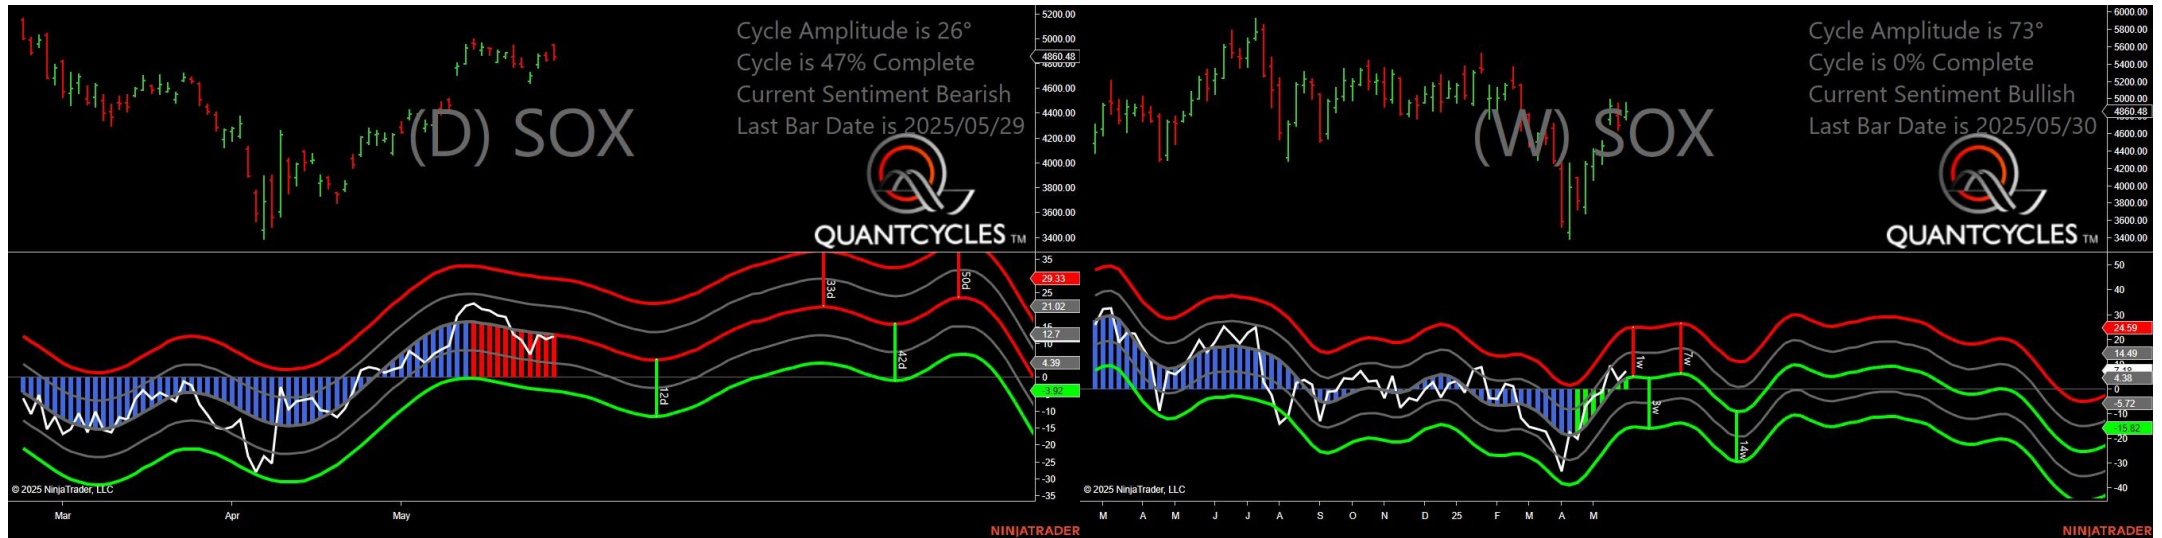 Cycle Amplitude is 26°
Cycle is 47% Complete
Current Sentiment Bearish
Last Bar Date is 2025/05/29
(D) SOX
QUANTCYCLES TM
5200.00
5000.00
4860.48
4800.00
4600.00
4400.00
4200.00
4000.00
3800.00
3600.00
3400.00
35
29.33
25
21.02
15
12.7
10
4.39
0
-3.92
-10
-15
-20
-25
-30
-35
12d
33d
42d
50d
© 2025 NinjaTrader, LLC
Mar Apr May
NINJATRADER
Cycle Amplitude is 73°
Cycle is 0% Complete
Current Sentiment Bullish
Last Bar Date is 2025/05/30
(W) SOX
QUANTCYCLES TM
6000.00
5800.00
5600.00
5400.00
5200.00
5000.00
4860.48
4600.00
4400.00
4200.00
4000.00
3800.00
3600.00
3400.00
50
40
30
24.59
20
14.49
4.38
0
-5.72
-10
-15.82
-20
-30
-40
1w
7w
3w
14w
© 2025 NinjaTrader, LLC
M A M J J A S O N D 25 F M A M
NINJATRADER